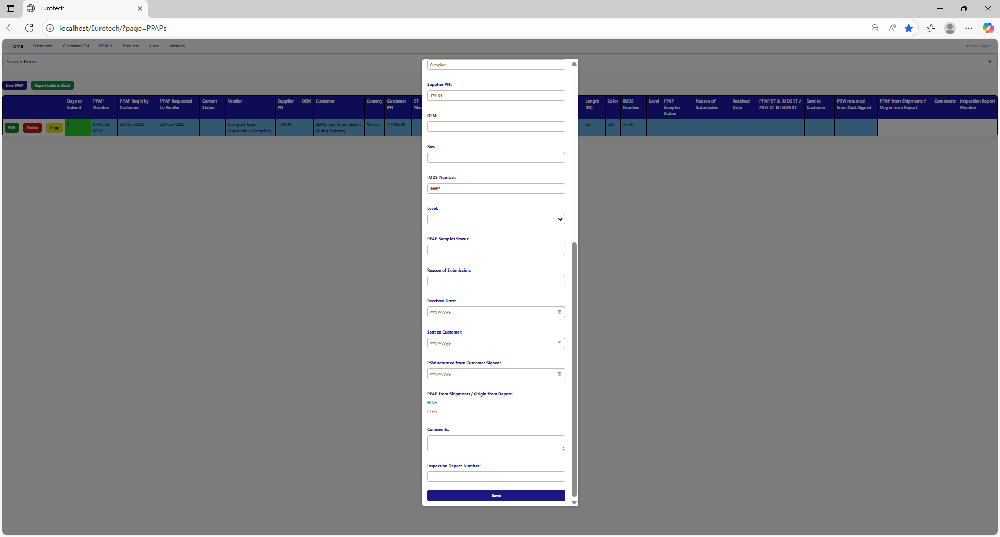 Eurotech
localhost/Eurotech/?page=PPAPs
Home Customers Customers PN PPAP's Products Users Vendors Admin Logout
Search Form
New PPAP Export table to Excel
Days to Submit PPAP Number PPAP Req'd by Customer PPAP Requested to Vendor Current Status Vendor Supplier PN OEM Customer Country Customer PN ET Length (M) Color IMDS Number Level PPAP Samples Status Reason of Submission Received Date PPAP ET & IMDS ET / PSW ET & IMDS ET Sent to Customer PSW returned from Cust Signed PPAP from Shipments / Origin from Report Comments Inspection Report Number
Edit Delete Copy 0 PP00026-0001 20/Nov/2025 20/Nov/2025 Coroplast Tape Corporation (Coroplast) 174104 SEWS (Sumitomo Electric Wiring Systems) Mexico 40193540 25 BLK 56697
Coroplast
Supplier PN:
174104
OEM:
Rev:
IMDS Number:
56697
Level:
PPAP Samples Status:
Reason of Submission:
Received Date:
mm/dd/yyyy
Sent to Customer:
mm/dd/yyyy
PSW returned from Customer Signed:
mm/dd/yyyy
PPAP from Shipments / Origin from Report:
No
Yes
Comments:
Inspection Report Number:
Save